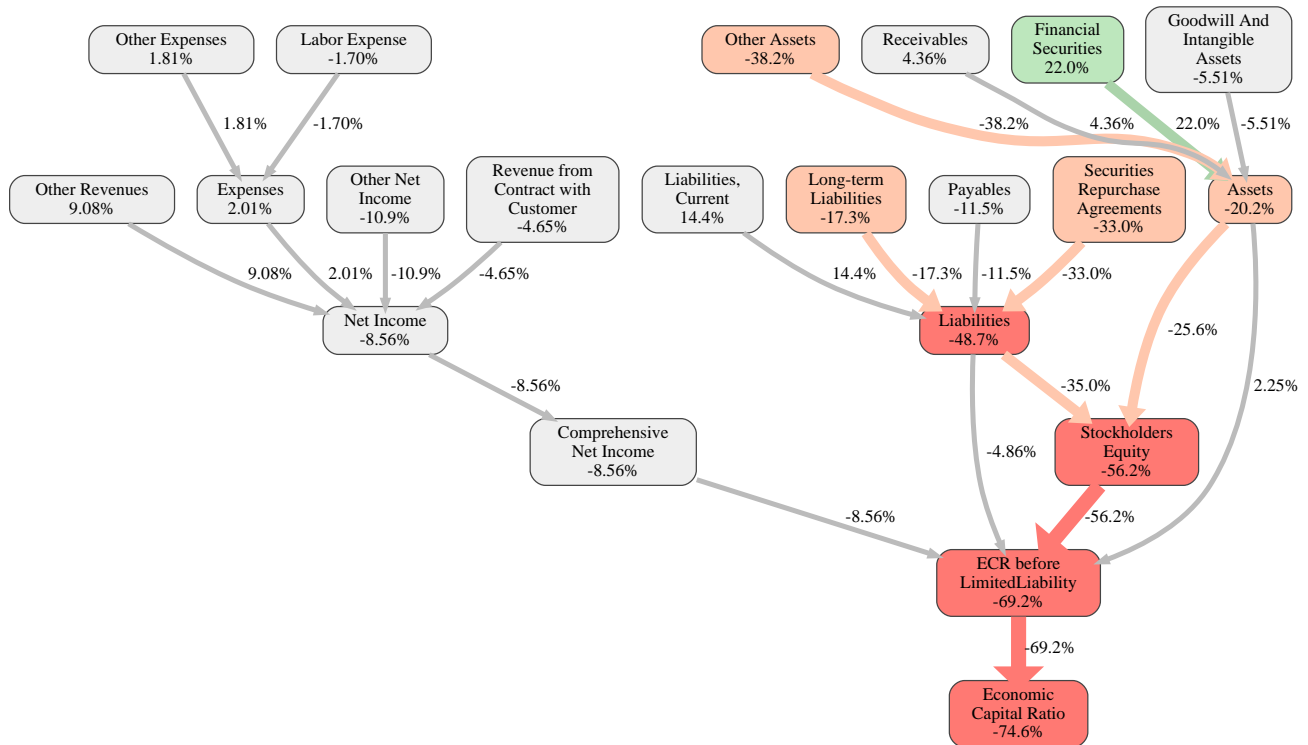 Other Expenses
1.81%
Labor Expense
-1.70%
Other Assets
-38.2%
Receivables
4.36%
Financial
Securities
22.0%
Goodwill And
Intangible
Assets
-5.51%
1.81%
-1.70%
-38.2%
4.36%
22.0%
-5.51%
Other Revenues
9.08%
Expenses
2.01%
Other Net
Income
-10.9%
Revenue from
Contract with
Customer
-4.65%
Liabilities,
Current
14.4%
Long-term
Liabilities
-17.3%
Payables
-11.5%
Securities
Repurchase
Agreements
-33.0%
Assets
-20.2%
9.08%
2.01%
-10.9%
-4.65%
14.4%
-17.3%
-11.5%
-33.0%
Net Income
-8.56%
Liabilities
-48.7%
-25.6%
-8.56%
-35.0%
2.25%
Comprehensive
Net Income
-8.56%
-4.86%
Stockholders
Equity
-56.2%
-8.56%
-56.2%
ECR before
LimitedLiability
-69.2%
-69.2%
Economic
Capital Ratio
-74.6%